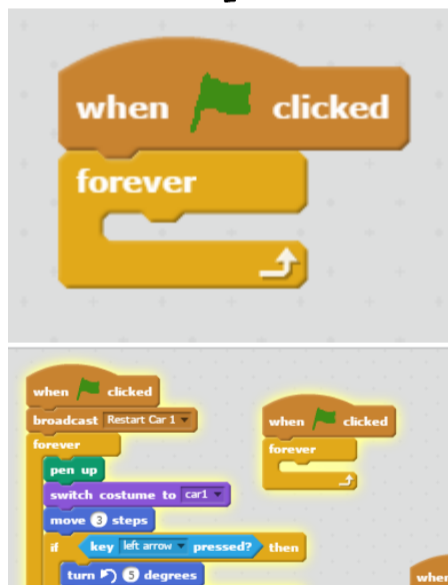 when clicked
forever
when clicked
broadcast Restart Car 1
forever
pen up
switch costume to car1
move 3 steps
if key left arrow pressed? then
turn 5 degrees
when clicked
forever
when